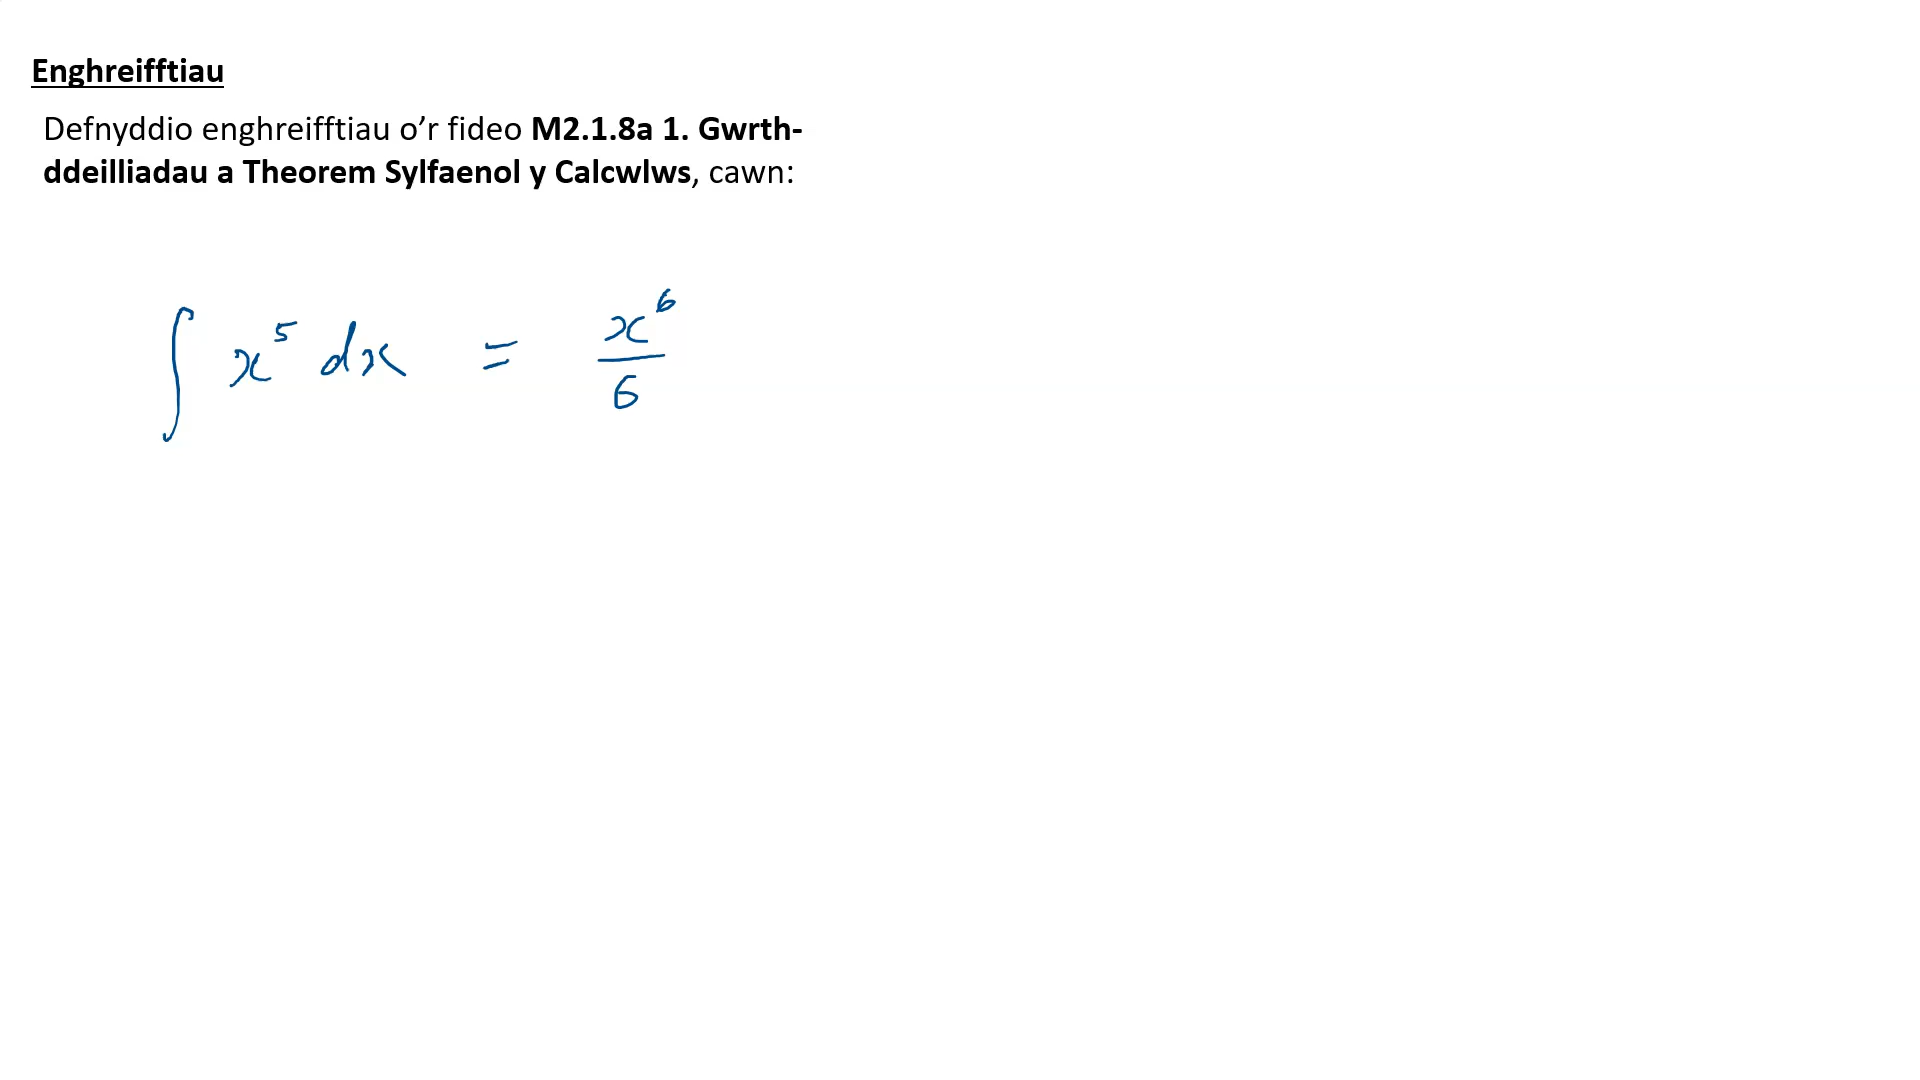 Enghreifftiau
Defnyddio enghreifftiau o’r fideo M2.1.8a 1. Gwrth-
ddeilliadau a Theorem Sylfaenol y Calcwlws, cawn:
∫ x⁵ dx = x⁶/6